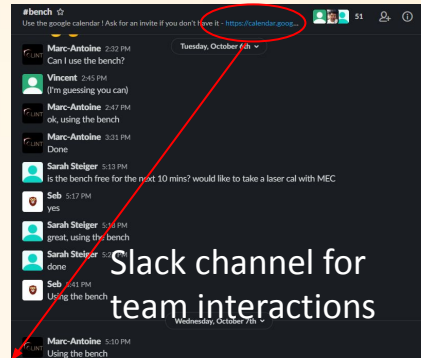 #bench ☆
Use the google calendar ! Ask for an invite if you don't have it - https://calendar.goog...
51
Tuesday, October 6th
Marc-Antoine 2:32 PM
Can I use the bench?
Vincent 2:45 PM
(I'm guessing you can)
Marc-Antoine 2:47 PM
ok, using the bench
Marc-Antoine 3:31 PM
Done
Sarah Steiger 5:13 PM
is the bench free for the next 10 mins? would like to take a laser cal with MEC
Seb 5:17 PM
yes
Sarah Steiger
great, using the bench
Sarah Steiger
done
Seb 5:41 PM
Using the bench
Slack channel for
team interactions
Wednesday, October 7th
Marc-Antoine 5:10 PM
Using the bench